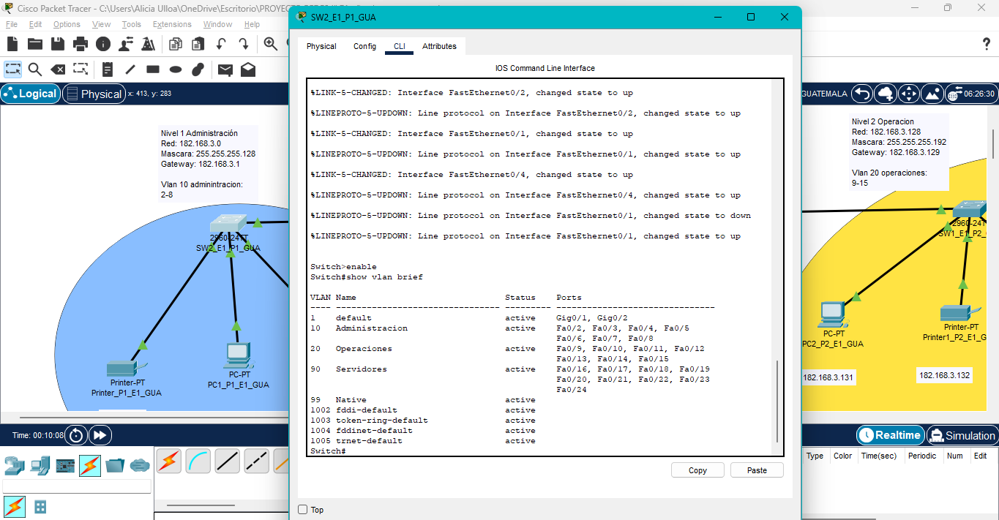 Cisco Packet Tracer - C:\Users\Alicia Ulloa\OneDrive\Escritorio\PROYECTO
File Edit Options View Tools Extensions Window Help
Logical
Physical
x: 413, y: 283
GUATEMALA
06:26:30
SW2_E1_P1_GUA
Physical Config CLI Attributes
IOS Command Line Interface
%LINK-5-CHANGED: Interface FastEthernet0/2, changed state to up
%LINEPROTO-5-UPDOWN: Line protocol on Interface FastEthernet0/2, changed state to up
%LINK-5-CHANGED: Interface FastEthernet0/1, changed state to up
%LINEPROTO-5-UPDOWN: Line protocol on Interface FastEthernet0/1, changed state to up
%LINK-5-CHANGED: Interface FastEthernet0/4, changed state to up
%LINEPROTO-5-UPDOWN: Line protocol on Interface FastEthernet0/4, changed state to up
%LINEPROTO-5-UPDOWN: Line protocol on Interface FastEthernet0/1, changed state to down
%LINEPROTO-5-UPDOWN: Line protocol on Interface FastEthernet0/1, changed state to up
Switch>enable
Switch#show vlan brief
VLAN Name Status Ports
---- -------------------------------- --------- -------------------------------
1 default active Gig0/1, Gig0/2
10 Administracion active Fa0/2, Fa0/3, Fa0/4, Fa0/5
Fa0/6, Fa0/7, Fa0/8
20 Operaciones active Fa0/9, Fa0/10, Fa0/11, Fa0/12
Fa0/13, Fa0/14, Fa0/15
90 Servidores active Fa0/16, Fa0/17, Fa0/18, Fa0/19
Fa0/20, Fa0/21, Fa0/22, Fa0/23
Fa0/24
99 Native active
1002 fddi-default active
1003 token-ring-default active
1004 fddinet-default active
1005 trnet-default active
Switch#
Copy
Paste
Top
Nivel 1 Administración
Red: 182.168.3.0
Mascara: 255.255.255.128
Gateway: 182.168.3.1
Vlan 10 adminintracion:
2-8
2960-24TT
SW2_E1_P1_GUA
Printer-PT
Printer_P1_E1_GUA
PC-PT
PC1_P1_E1_GUA
Nivel 2 Operacion
Red: 182.168.3.128
Mascara: 255.255.255.192
Gateway: 182.168.3.129
Vlan 20 operaciones:
9-15
2960-24T
SW1_E1_P2_
PC-PT
PC2_P2_E1_GUA
Printer-PT
Printer1_P2_E1_G
182.168.3.131
182.168.3.132
Time: 00:10:08
Realtime
Simulation
Type Color Time(sec) Periodic Num Edit